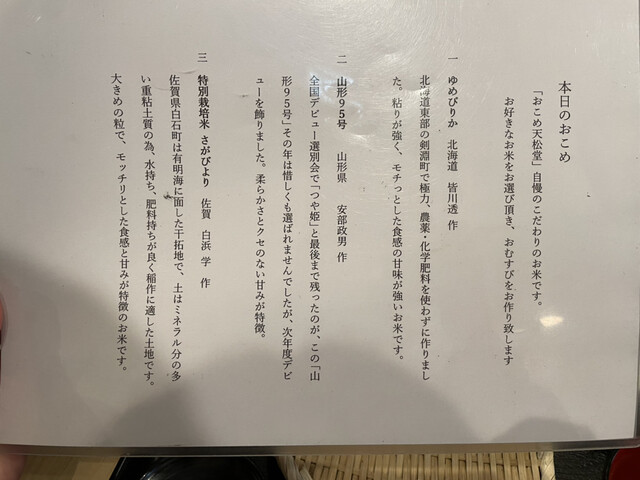 本日のおこめ
「おこめ天松堂」自慢のこだわりのお米です。
お好きなお米をお選び頂き、おむすびをお作り致します
一 ゆめぴりか 北海道 皆川透 作
北海道東部の剣淵町で極力、農薬・化学肥料を使わずに作りまし
た。粘りが強く、モチっとした食感の甘味が強いお米です。
二 山形95号 山形県 安部政男 作
全国デビュー選別会で「つや姫」と最後まで残ったのが、この「山
形95号」その年は惜しくも選ばれませんでしたが、次年度デビ
ューを飾りました。柔らかさとクセのない甘みが特徴。
三 特別栽培米 さがびより 佐賀 白浜 学 作
佐賀県白石町は有明海に面した干拓地で、土はミネラル分の多
い重粘土質の為、水持ち、肥料持ちが良く稲作に適した土地です。
大きめの粒で、モッチリとした食感と甘みが特徴のお米です。